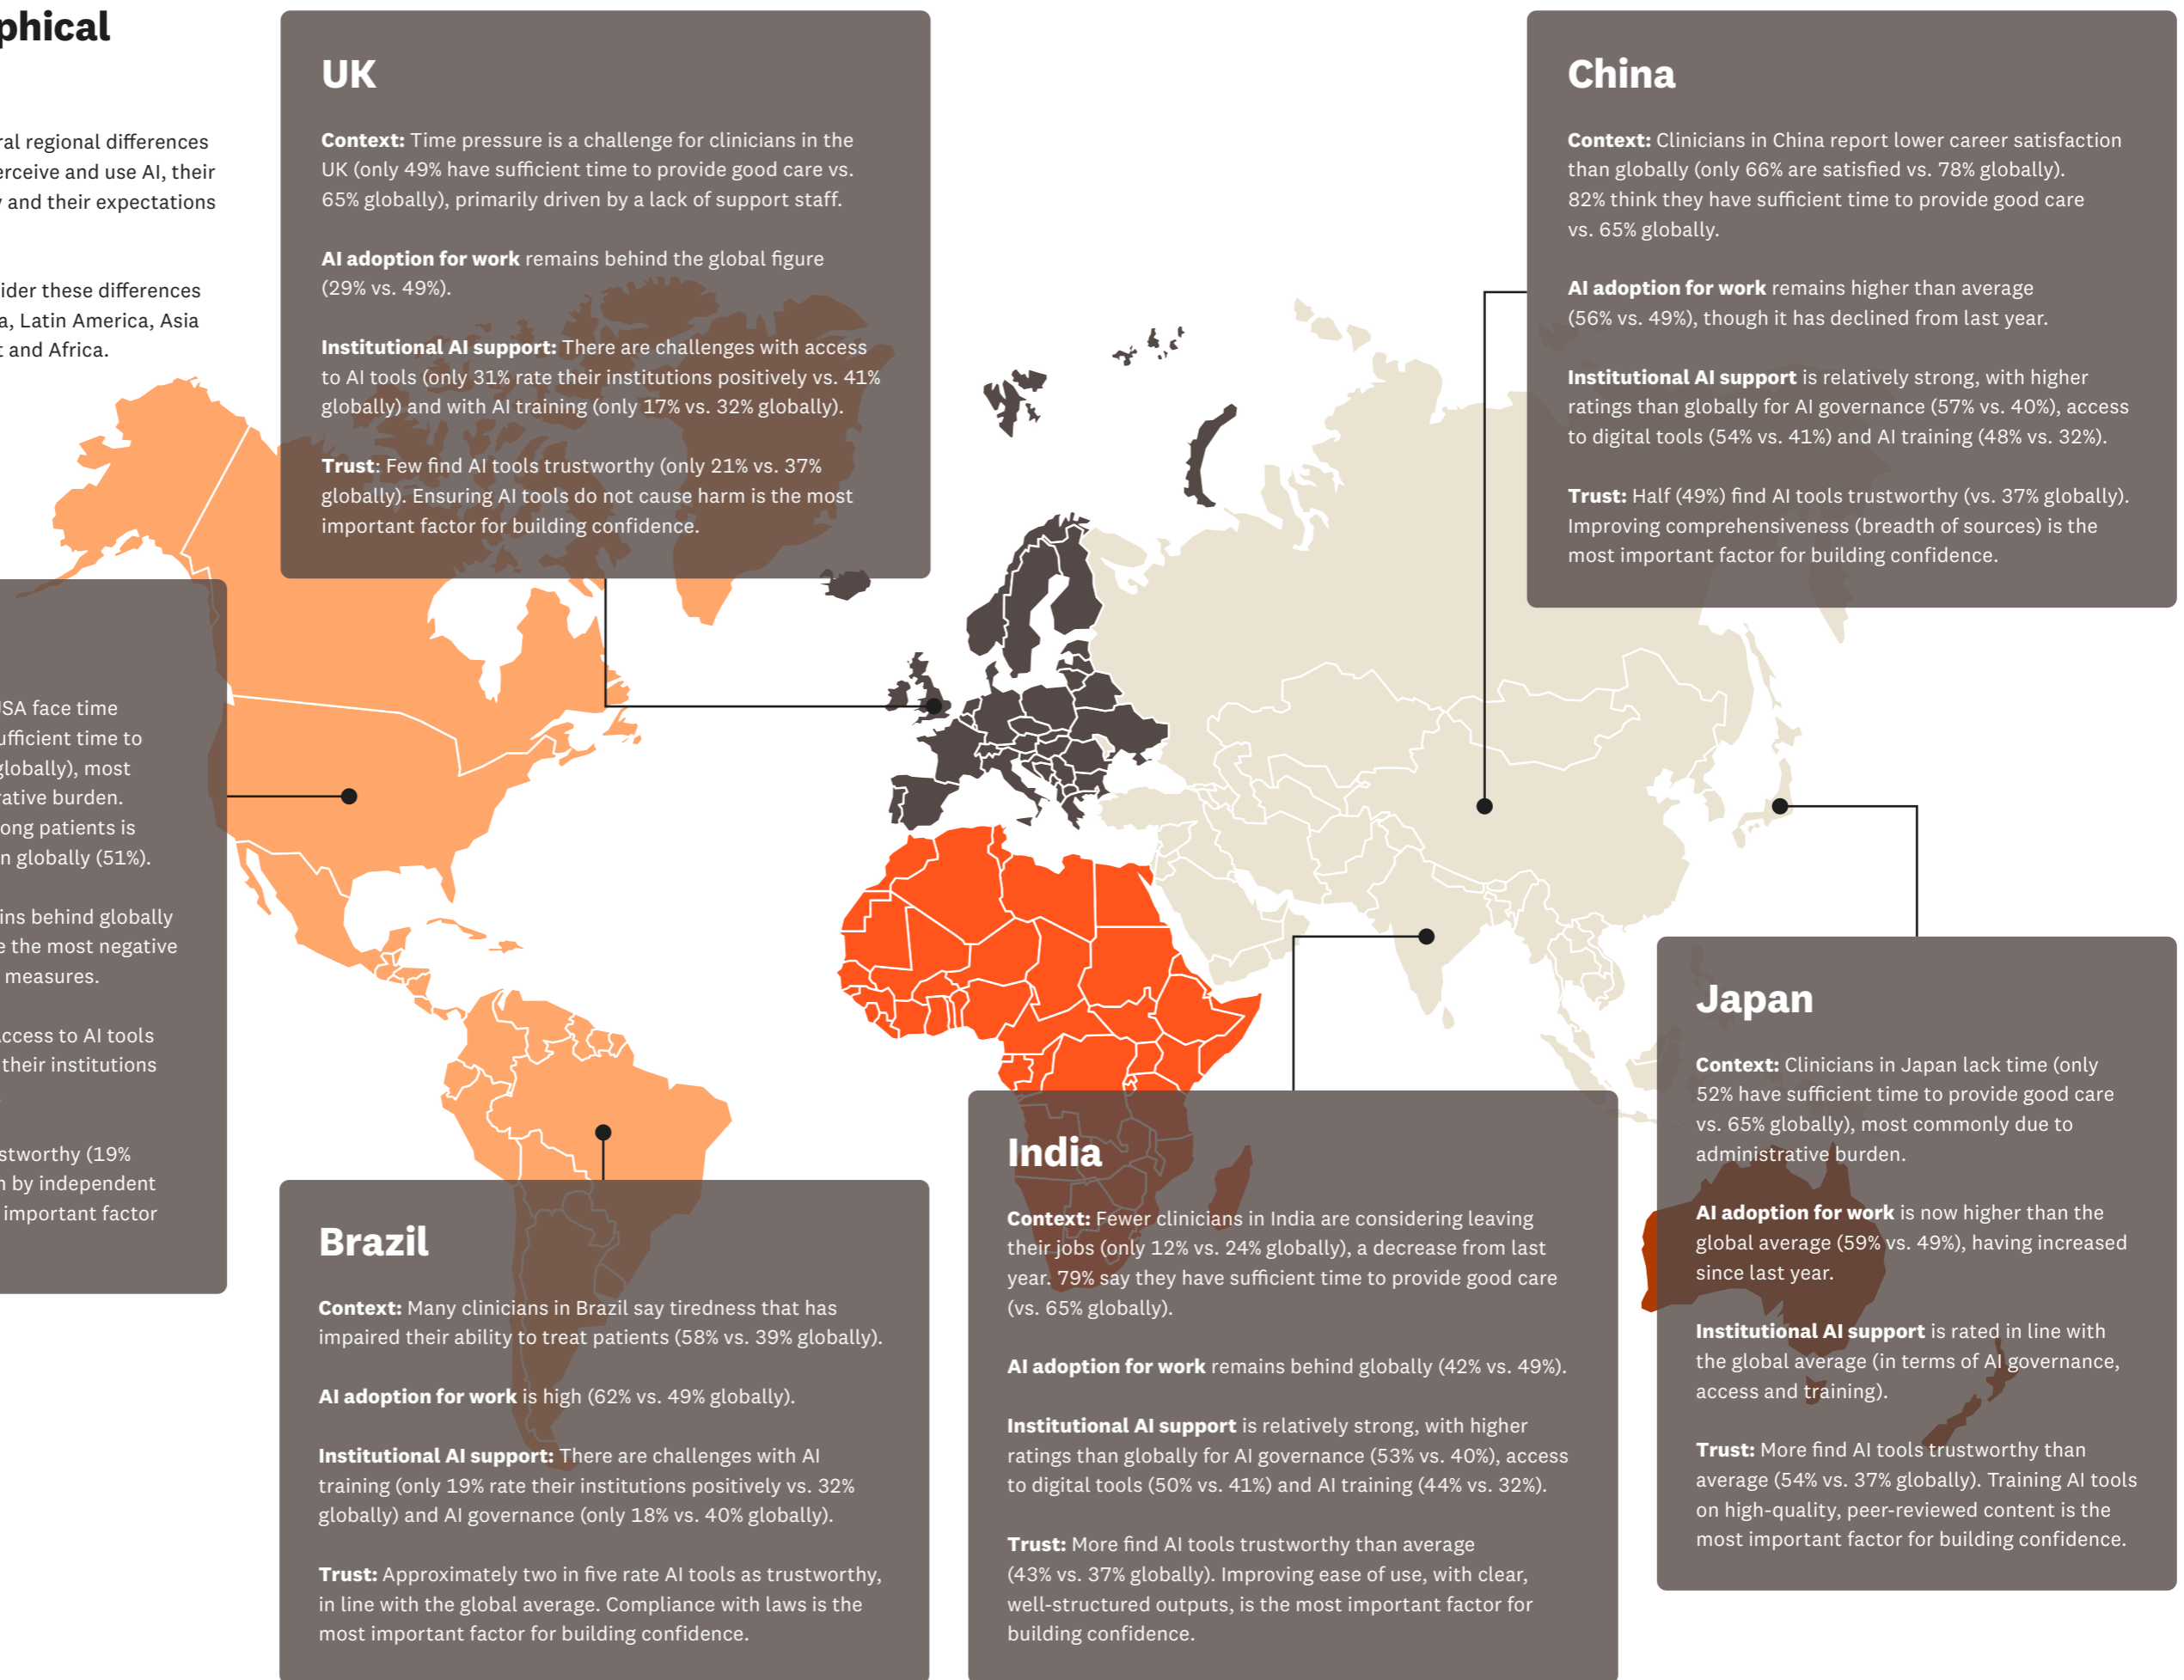 phical
ral regional differences
erceive and use AI, their
y and their expectations
ider these differences
a, Latin America, Asia
t and Africa.
UK
Context: Time pressure is a challenge for clinicians in the
UK (only 49% have sufficient time to provide good care vs.
65% globally), primarily driven by a lack of support staff.
AI adoption for work remains behind the global figure
(29% vs. 49%).
Institutional AI support: There are challenges with access
to AI tools (only 31% rate their institutions positively vs. 41%
globally) and with AI training (only 17% vs. 32% globally).
Trust: Few find AI tools trustworthy (only 21% vs. 37%
globally). Ensuring AI tools do not cause harm is the most
important factor for building confidence.
China
Context: Clinicians in China report lower career satisfaction
than globally (only 66% are satisfied vs. 78% globally).
82% think they have sufficient time to provide good care
vs. 65% globally.
AI adoption for work remains higher than average
(56% vs. 49%), though it has declined from last year.
Institutional AI support is relatively strong, with higher
ratings than globally for AI governance (57% vs. 40%), access
to digital tools (54% vs. 41%) and AI training (48% vs. 32%).
Trust: Half (49%) find AI tools trustworthy (vs. 37% globally).
Improving comprehensiveness (breadth of sources) is the
most important factor for building confidence.
USA face time
ufficient time to
globally), most
rative burden.
ong patients is
n globally (51%).
ins behind globally
e the most negative
measures.
Access to AI tools
their institutions
stworthy (19%
n by independent
important factor
Brazil
Context: Many clinicians in Brazil say tiredness that has
impaired their ability to treat patients (58% vs. 39% globally).
AI adoption for work is high (62% vs. 49% globally).
Institutional AI support: There are challenges with AI
training (only 19% rate their institutions positively vs. 32%
globally) and AI governance (only 18% vs. 40% globally).
Trust: Approximately two in five rate AI tools as trustworthy,
in line with the global average. Compliance with laws is the
most important factor for building confidence.
India
Context: Fewer clinicians in India are considering leaving
their jobs (only 12% vs. 24% globally), a decrease from last
year. 79% say they have sufficient time to provide good care
(vs. 65% globally).
AI adoption for work remains behind globally (42% vs. 49%).
Institutional AI support is relatively strong, with higher
ratings than globally for AI governance (53% vs. 40%), access
to digital tools (50% vs. 41%) and AI training (44% vs. 32%).
Trust: More find AI tools trustworthy than average
(43% vs. 37% globally). Improving ease of use, with clear,
well-structured outputs, is the most important factor for
building confidence.
Japan
Context: Clinicians in Japan lack time (only
52% have sufficient time to provide good care
vs. 65% globally), most commonly due to
administrative burden.
AI adoption for work is now higher than the
global average (59% vs. 49%), having increased
since last year.
Institutional AI support is rated in line with
the global average (in terms of AI governance,
access and training).
Trust: More find AI tools trustworthy than
average (54% vs. 37% globally). Training AI tools
on high-quality, peer-reviewed content is the
most important factor for building confidence.